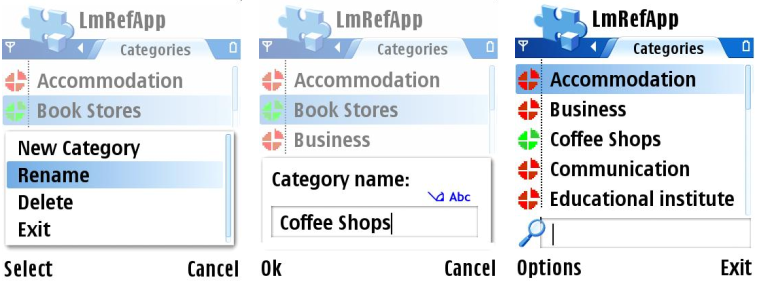 LmRefApp
Categories
Accommodation
Book Stores
New Category
Rename
Delete
Exit
Select Cancel
LmRefApp
Categories
Accommodation
Book Stores
Business
Category name:
Abc
Coffee Shops
Ok Cancel
LmRefApp
Categories
Accommodation
Business
Coffee Shops
Communication
Educational institute
Options Exit